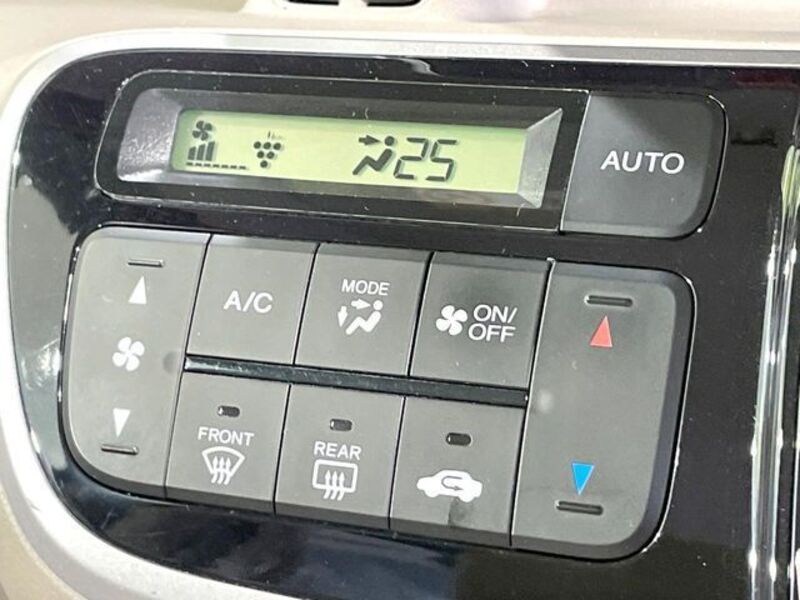 25
AUTO
A/C
MODE
ON/
OFF
FRONT
REAR